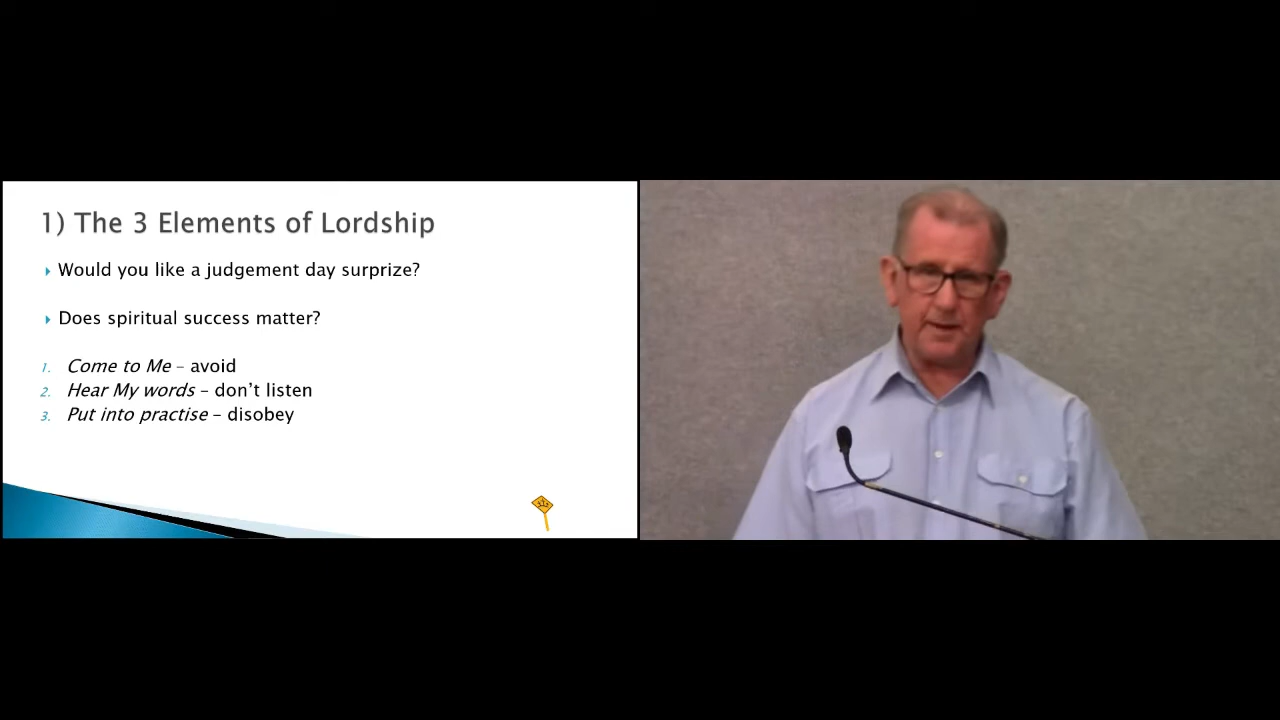 1) The 3 Elements of Lordship
Would you like a judgement day surprize?
Does spiritual success matter?
1. Come to Me – avoid
2. Hear My words – don’t listen
3. Put into practise – disobey